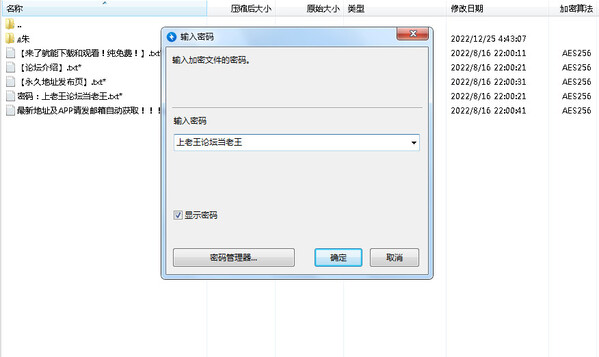 名称 压缩后大小 原始大小 类型 修改日期 加密算法
..
2022/12/25 4:43:07
【来了就能下载和观看！纯免费！】.txt* 2022/8/16 22:00:11 AES256
【论坛介绍】.txt* 2022/8/16 22:00:21 AES256
【永久地址发布页】.txt* 2022/8/16 22:00:31 AES256
密码：上老王论坛当老王.txt* 2022/8/16 22:00:21 AES256
最新地址及APP请发邮箱自动获取！！！ 2022/8/16 22:00:41 AES256
输入密码
输入加密文件的密码。
输入密码
上老王论坛当老王
显示密码
密码管理器... 确定 取消